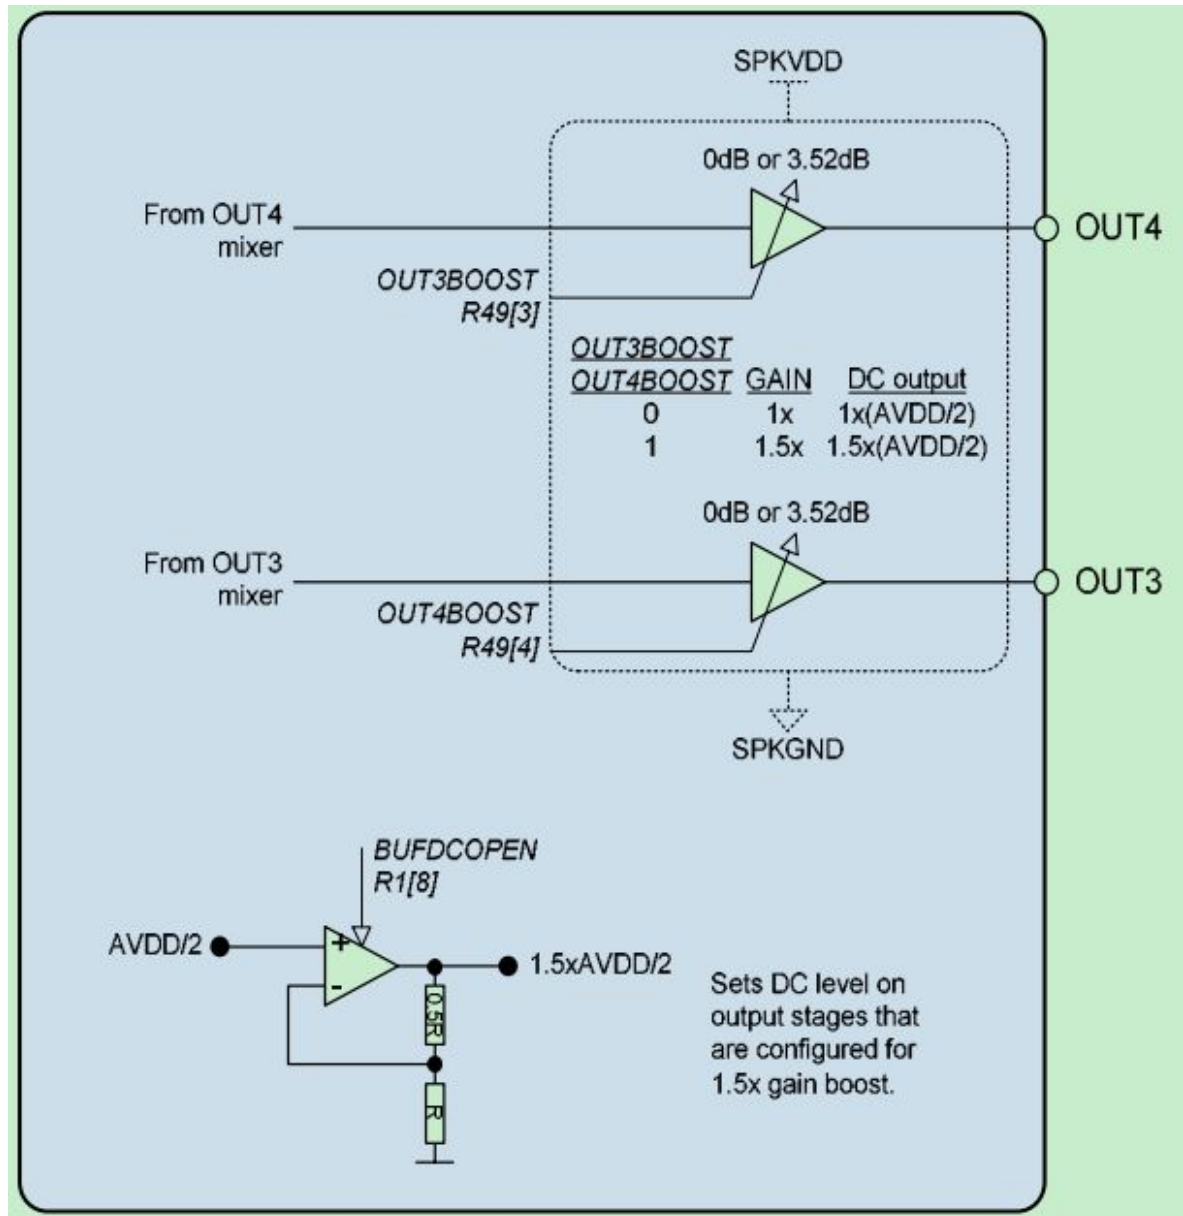 SPKVDD
0dB or 3.52dB
From OUT4
mixer
OUT4
OUT3BOOST
R49[3]
OUT3BOOST
OUT4BOOST GAIN DC output
0 1x 1x(AVDD/2)
1 1.5x 1.5x(AVDD/2)
0dB or 3.52dB
From OUT3
mixer
OUT3
OUT4BOOST
R49[4]
SPKGND
BUFDCOPEN
R1[8]
AVDD/2
+
-
1.5xAVDD/2
0.5R
R
Sets DC level on
output stages that
are configured for
1.5x gain boost.